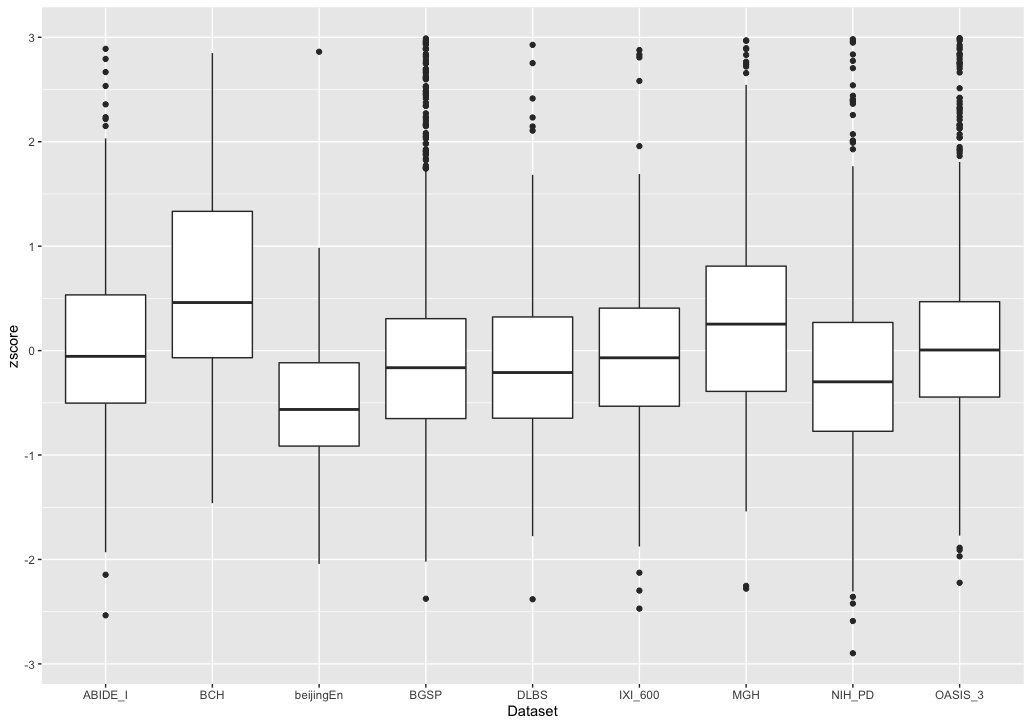 zscore
3
2
1
0
-1
-2
-3
ABIDE_I BCH beijingEn BGSP DLBS IXI_600 MGH NIH_PD OASIS_3
Dataset